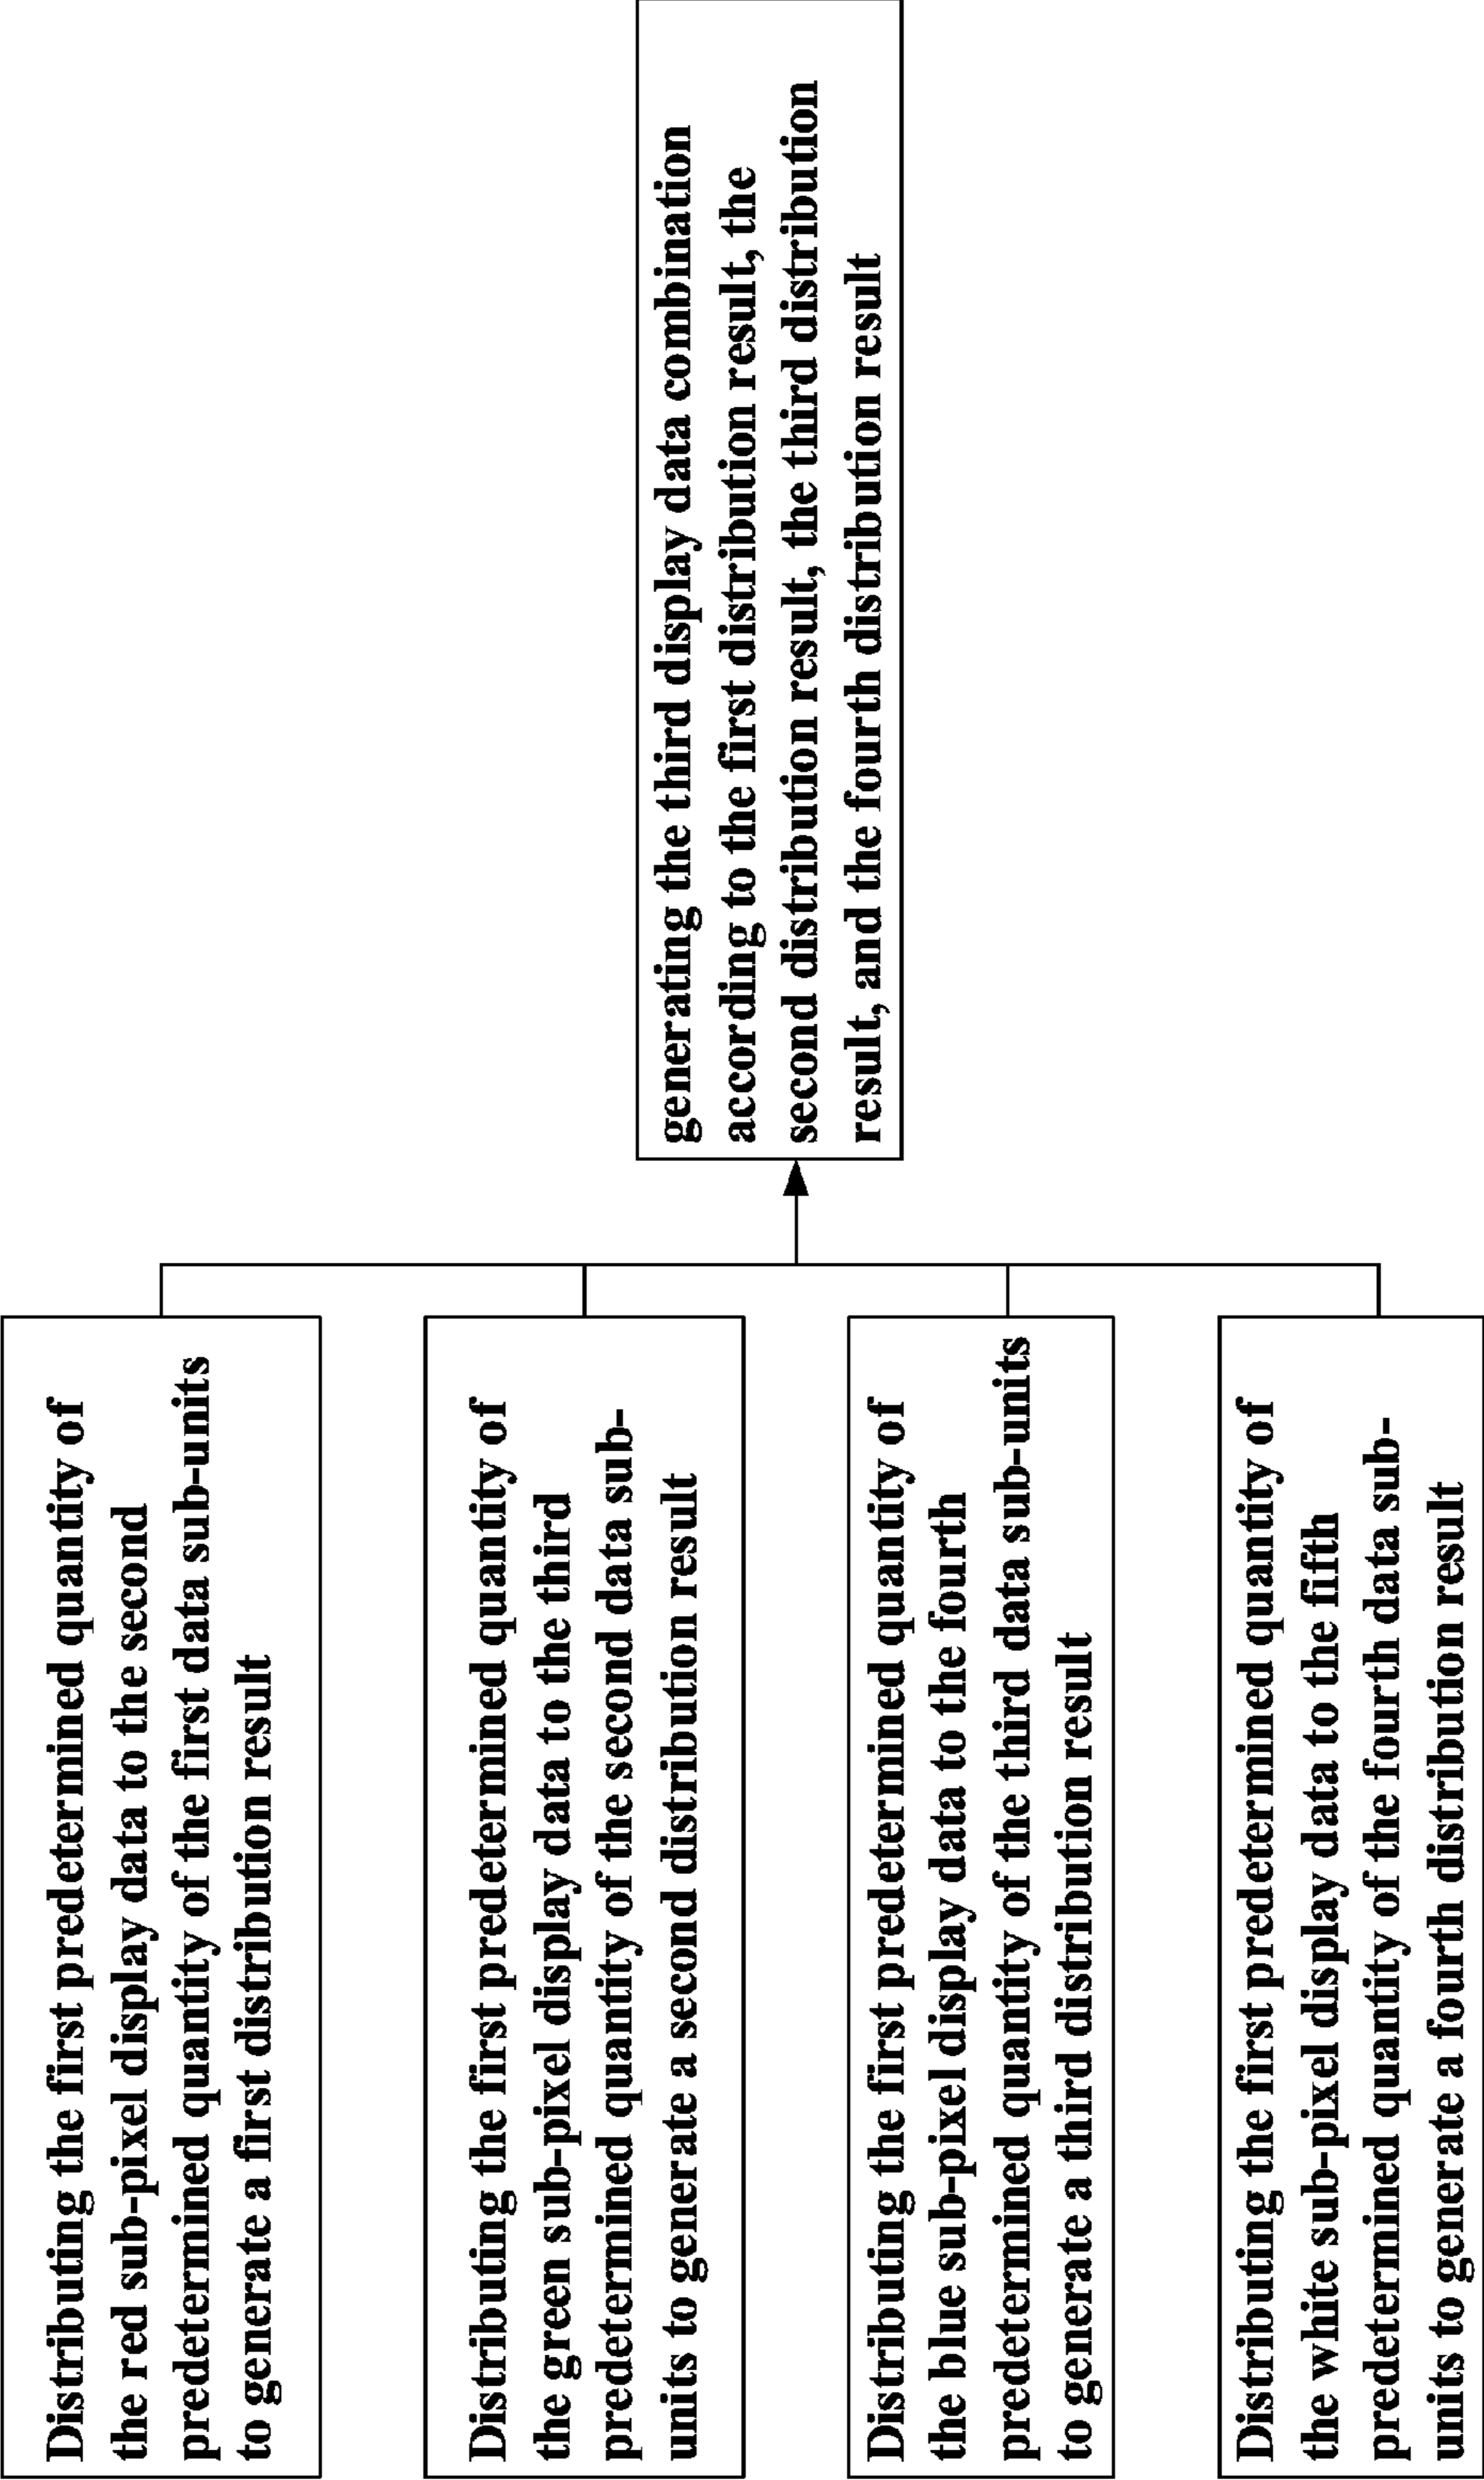 Distributing the first predetermined quantity of
the red sub-pixel display data to the second
predetermined quantity of the first data sub-units
to generate a first distribution result
Distributing the first predetermined quantity of
the green sub-pixel display data to the third
predetermined quantity of the second data sub-
units to generate a second distribution result
Distributing the first predetermined quantity of
the blue sub-pixel display data to the fourth
predetermined quantity of the third data sub-units
to generate a third distribution result
Distributing the first predetermined quantity of
the white sub-pixel display data to the fifth
predetermined quantity of the fourth data sub-
units to generate a fourth distribution result
generating the third display data combination
according to the first distribution result, the
second distribution result, the third distribution
result, and the fourth distribution result